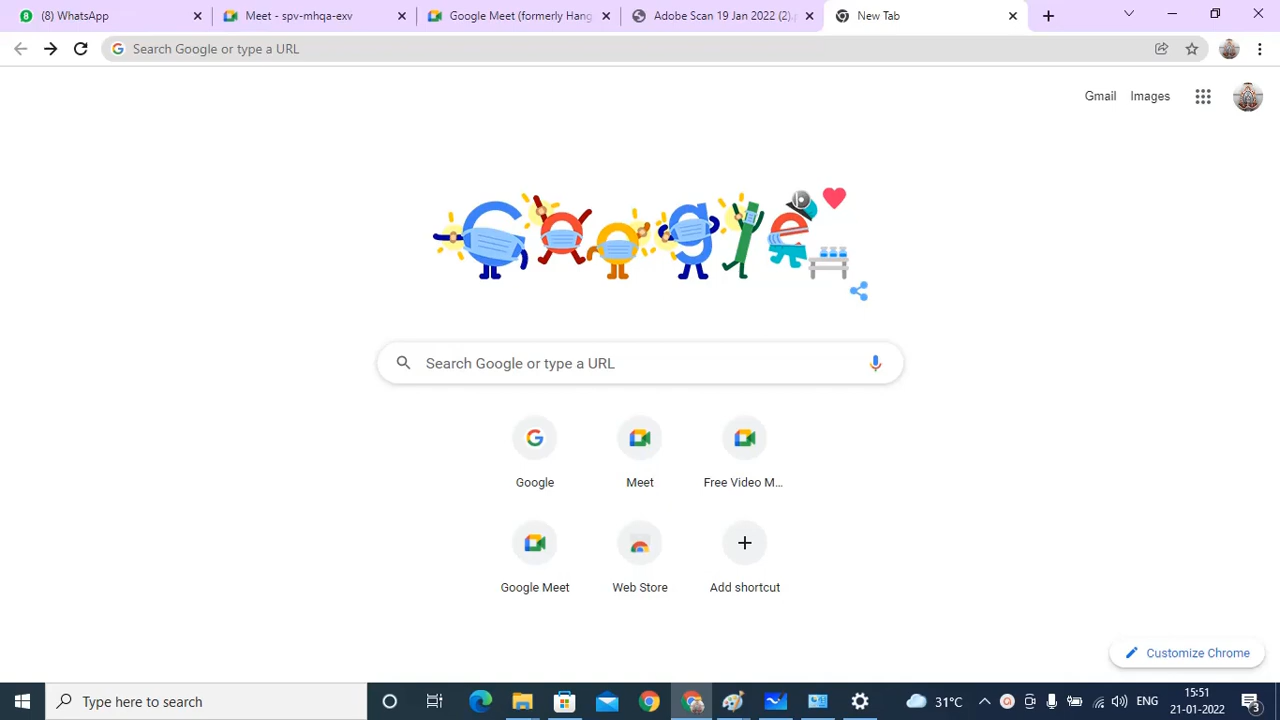 (8) WhatsApp
Meet - spv-mhqa-exv
Google Meet (formerly Hang
Adobe Scan 19 Jan 2022 (2).
New Tab
Search Google or type a URL
Gmail Images
Google
Search Google or type a URL
Google
Meet
Free Video M...
Google Meet
Web Store
Add shortcut
Customize Chrome
Type here to search
31°C
ENG
15:51
21-01-2022
3